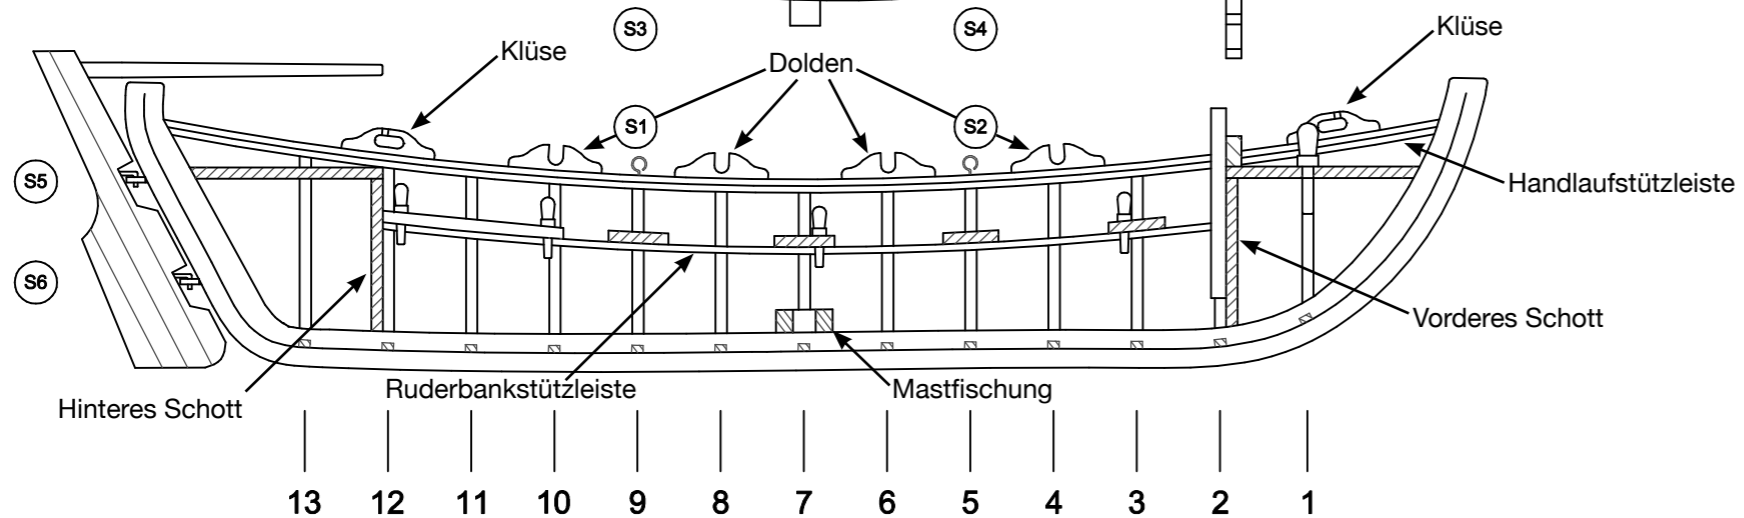 S3
S4
Klüse
Klüse
Dolden
S1
S2
S5
Handlaufstützleiste
S6
Vorderes Schott
Ruderbankstützleiste
Mastfischung
Hinteres Schott
13 12 11 10 9 8 7 6 5 4 3 2 1